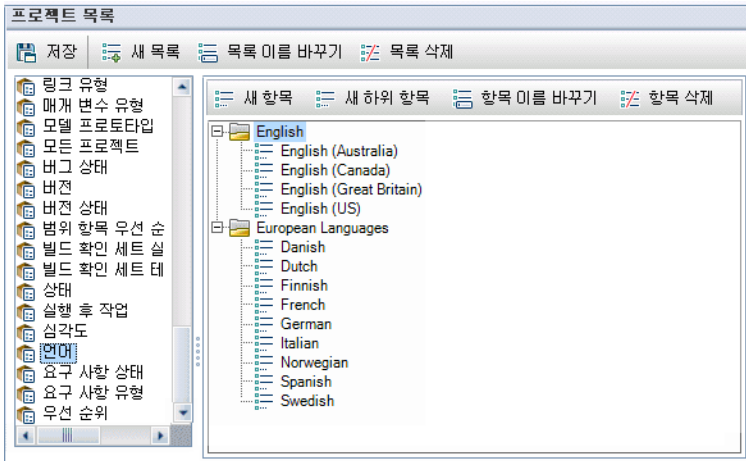 프로젝트 목록
저장 새 목록 목록 이름 바꾸기 목록 삭제
링크 유형
매개 변수 유형
모델 프로토타입
모든 프로젝트
버그 상태
버전
버전 상태
범위 항목 우선 순
빌드 확인 세트 실
빌드 확인 세트 테
상태
실행 후 작업
심각도
언어
요구 사항 상태
요구 사항 유형
우선 순위
새 항목 새 하위 항목 항목 이름 바꾸기 항목 삭제
English
English (Australia)
English (Canada)
English (Great Britain)
English (US)
European Languages
Danish
Dutch
Finnish
French
German
Italian
Norwegian
Spanish
Swedish